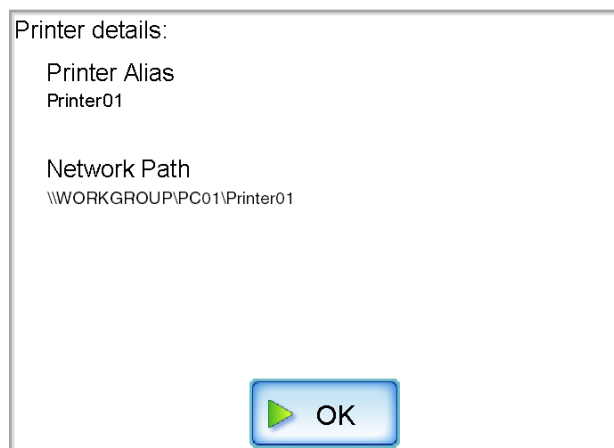 Printer details:
Printer Alias
Printer01
Network Path
\\WORKGROUP\PC01\Printer01
OK